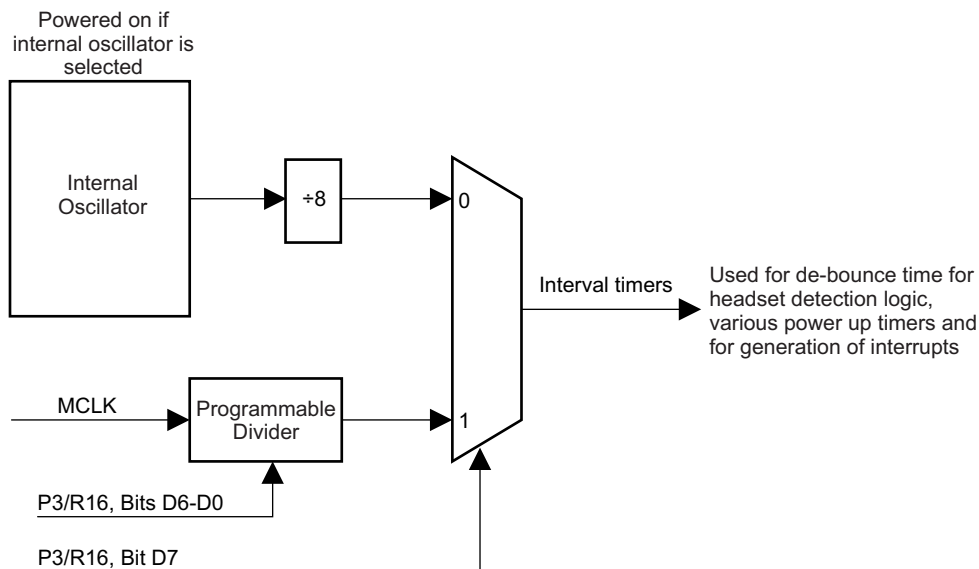 Powered on if
internal oscillator is
selected
Internal
Oscillator
÷8
0
Interval timers
Used for de-bounce time for
headset detection logic,
various power up timers and
for generation of interrupts
MCLK
Programmable
Divider
1
P3/R16, Bits D6-D0
P3/R16, Bit D7